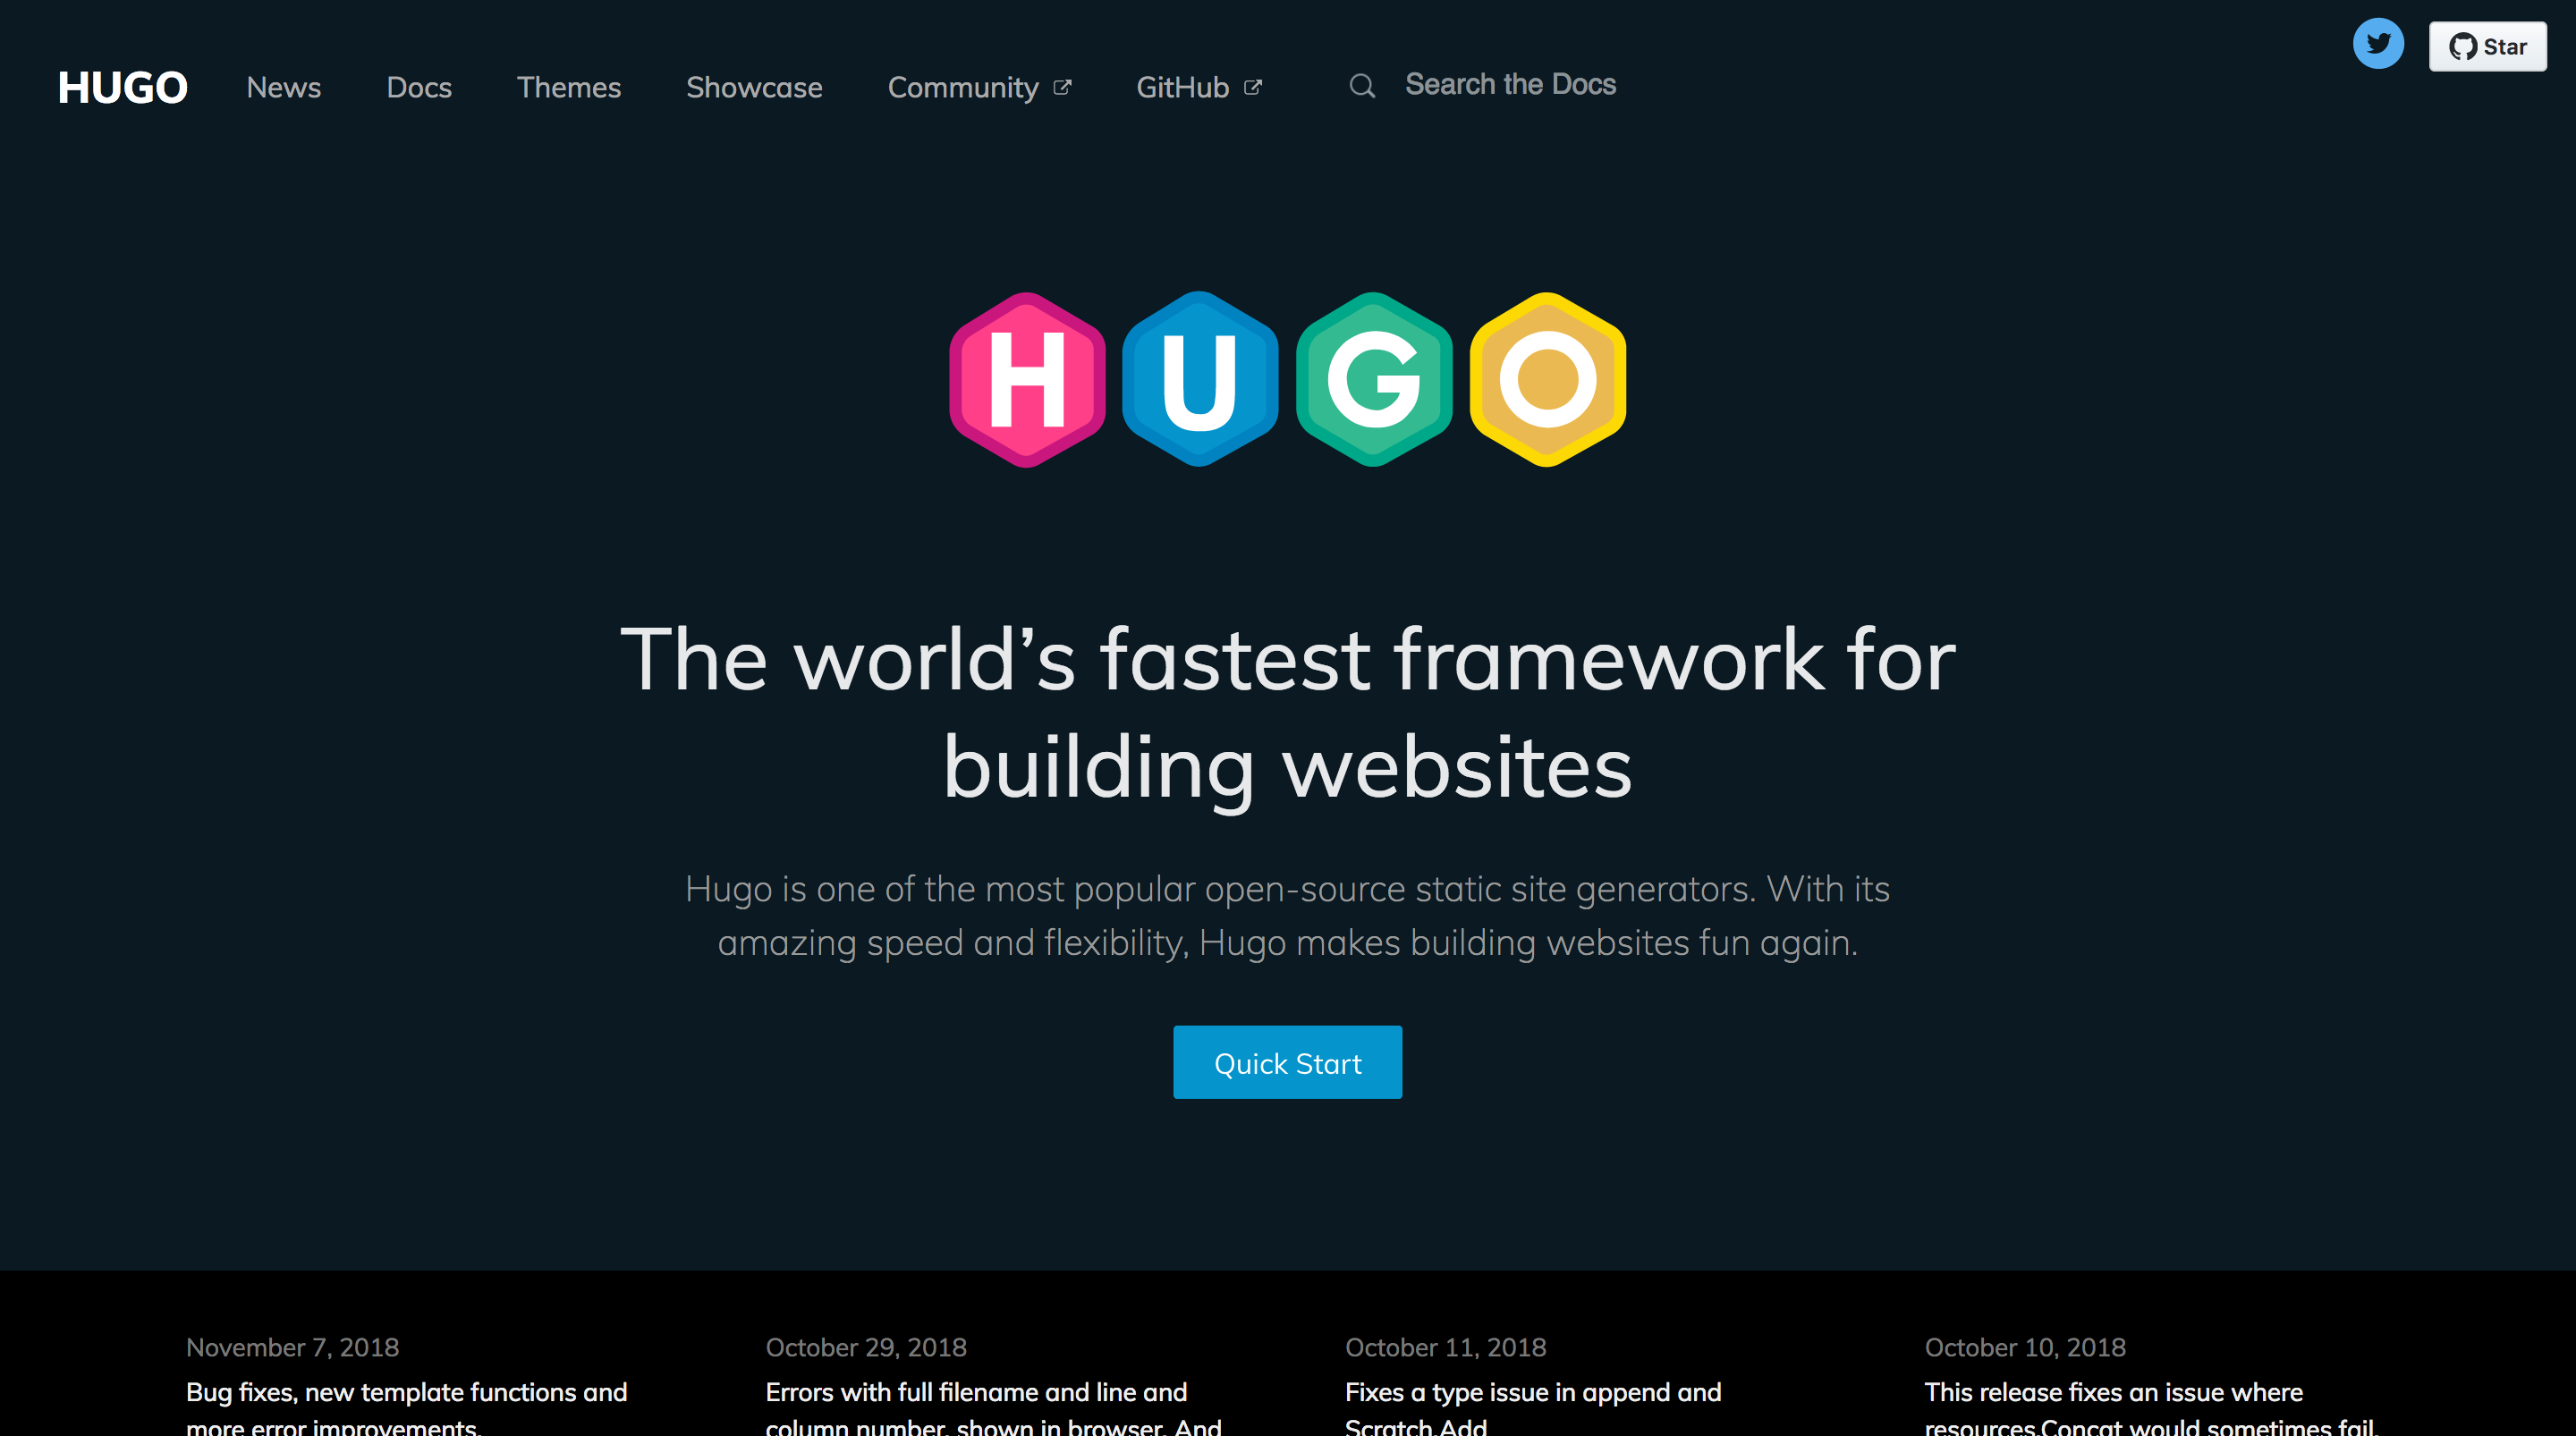 HUGO News Docs Themes Showcase Community GitHub Search the Docs Star
HUGO
The world’s fastest framework for
building websites
Hugo is one of the most popular open-source static site generators. With its
amazing speed and flexibility, Hugo makes building websites fun again.
Quick Start
November 7, 2018
Bug fixes, new template functions and
more error improvements.
October 29, 2018
Errors with full filename and line and
column number, shown in browser. And
October 11, 2018
Fixes a type issue in append and
Scratch.Add
October 10, 2018
This release fixes an issue where
resources.Concat would sometimes fail.